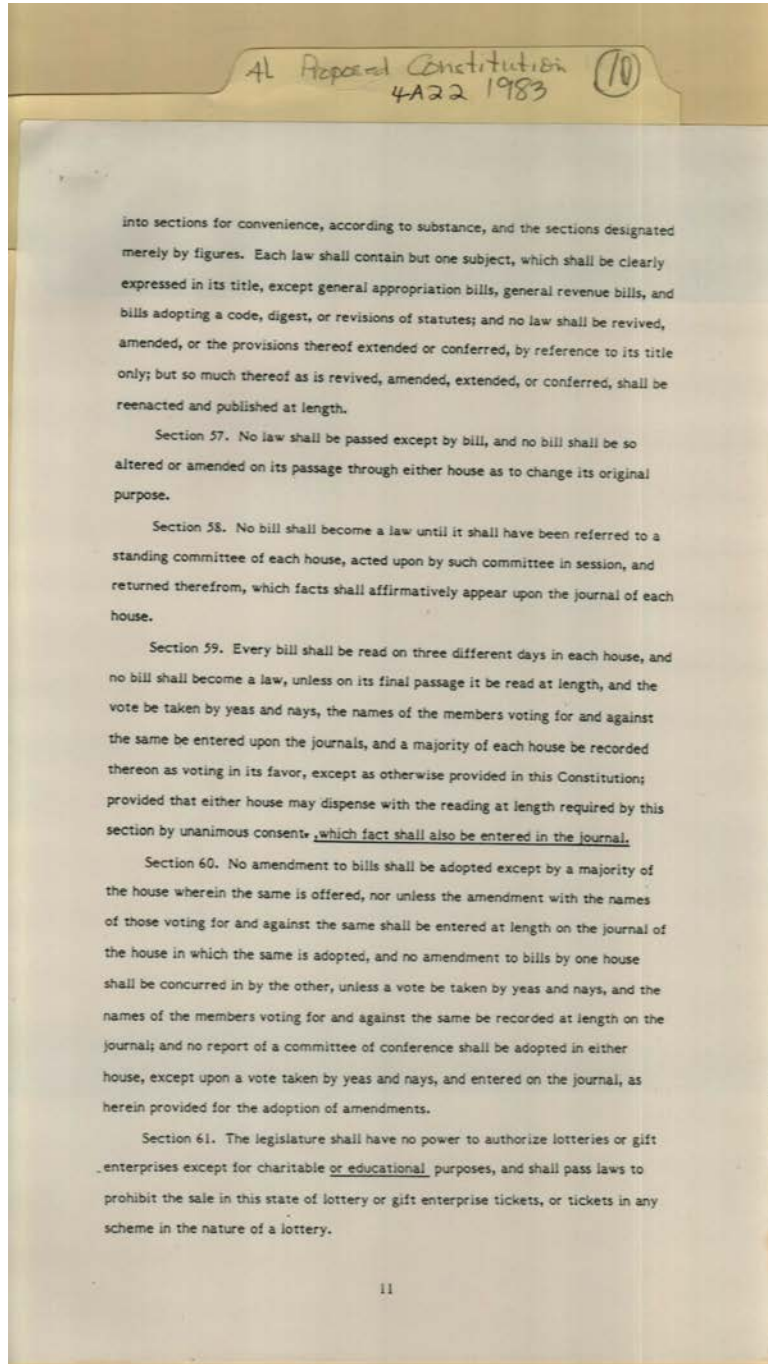 AL Proposed Constitution 10
4A22 1983
into sections for convenience, according to substance, and the sections designated
merely by figures. Each law shall contain but one subject, which shall be clearly
expressed in its title, except general appropriation bills, general revenue bills, and
bills adopting a code, digest, or revisions of statutes; and no law shall be revived,
amended, or the provisions thereof extended or conferred, by reference to its title
only; but so much thereof as is revived, amended, extended, or conferred, shall be
reenacted and published at length.
Section 57. No law shall be passed except by bill, and no bill shall be so
altered or amended on its passage through either house as to change its original
purpose.
Section 58. No bill shall become a law until it shall have been referred to a
standing committee of each house, acted upon by such committee in session, and
returned therefrom, which facts shall affirmatively appear upon the journal of each
house.
Section 59. Every bill shall be read on three different days in each house, and
no bill shall become a law, unless on its final passage it be read at length, and the
vote be taken by yeas and nays, the names of the members voting for and against
the same be entered upon the journals, and a majority of each house be recorded
thereon as voting in its favor, except as otherwise provided in this Constitution;
provided that either house may dispense with the reading at length required by this
section by unanimous consent. ,which fact shall also be entered in the journal.
Section 60. No amendment to bills shall be adopted except by a majority of
the house wherein the same is offered, nor unless the amendment with the names
of those voting for and against the same shall be entered at length on the journal of
the house in which the same is adopted, and no amendment to bills by one house
shall be concurred in by the other, unless a vote be taken by yeas and nays, and the
names of the members voting for and against the same be recorded at length on the
journal; and no report of a committee of conference shall be adopted in either
house, except upon a vote taken by yeas and nays, and entered on the journal, as
herein provided for the adoption of amendments.
Section 61. The legislature shall have no power to authorize lotteries or gift
enterprises except for charitable or educational purposes, and shall pass laws to
prohibit the sale in this state of lottery or gift enterprise tickets, or tickets in any
scheme in the nature of a lottery.
11